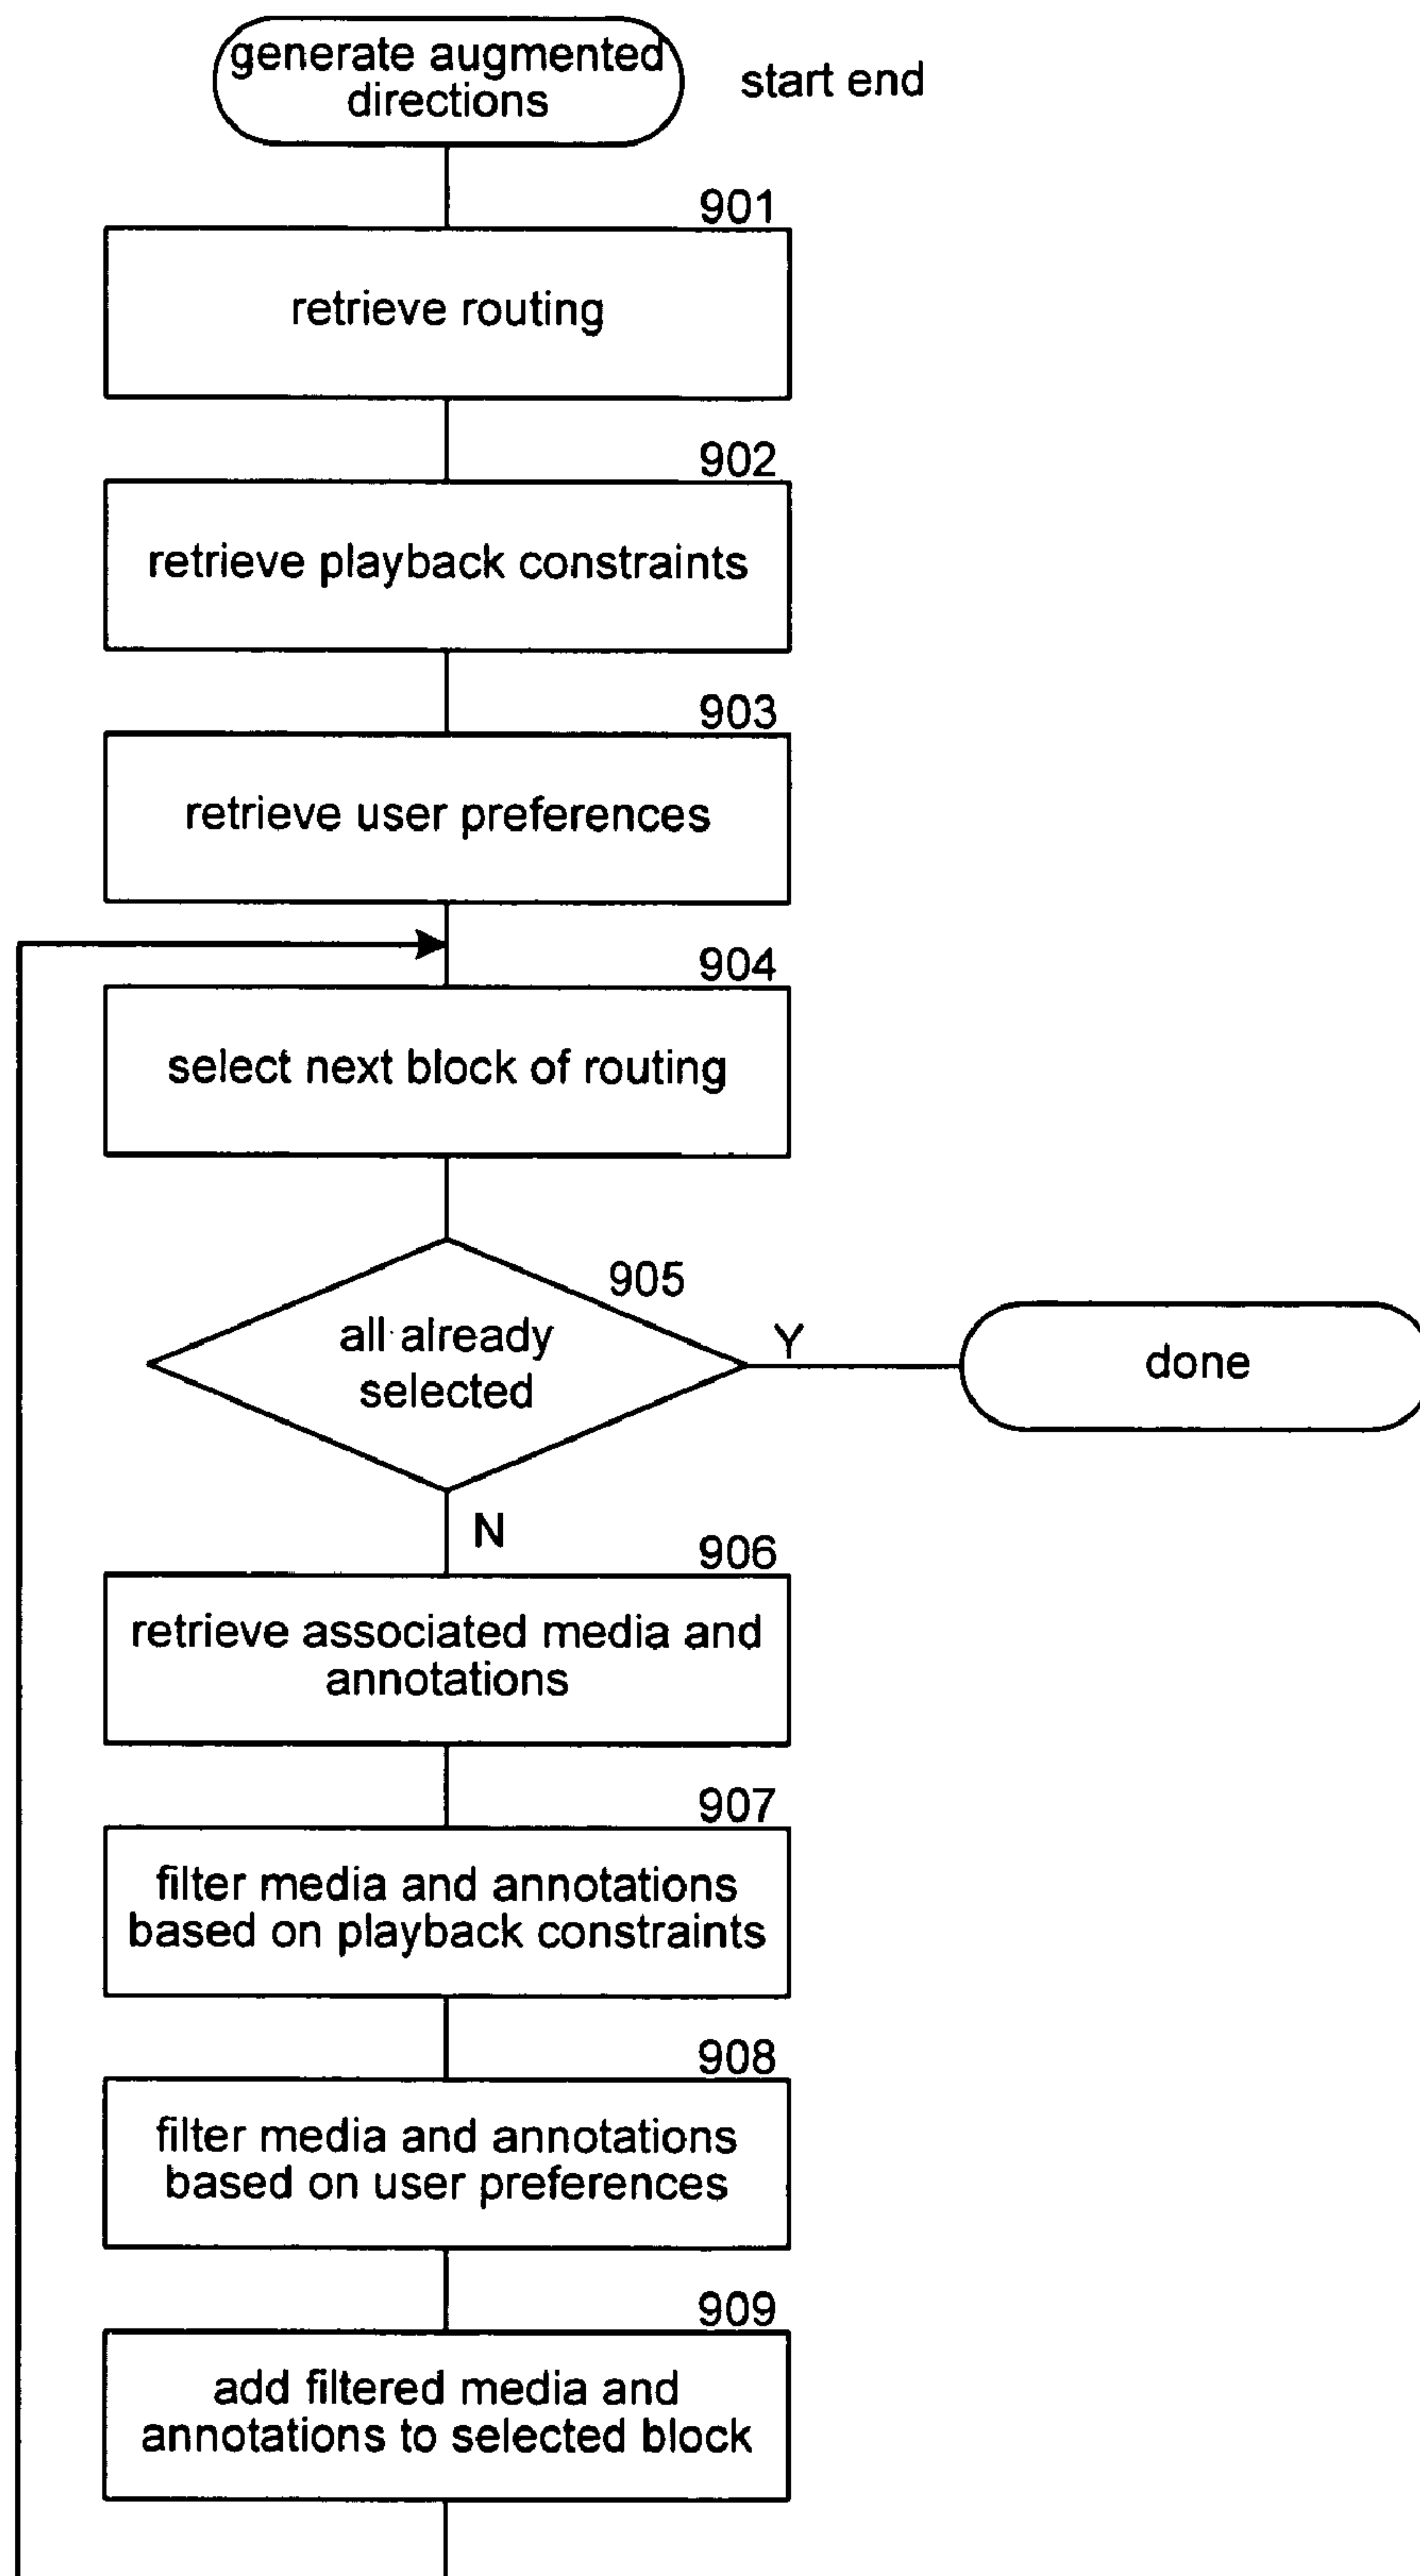 generate augmented
directions
start end
901
retrieve routing
902
retrieve playback constraints
903
retrieve user preferences
904
select next block of routing
905
all already
selected
Y
done
N
906
retrieve associated media and
annotations
907
filter media and annotations
based on playback constraints
908
filter media and annotations
based on user preferences
909
add filtered media and
annotations to selected block